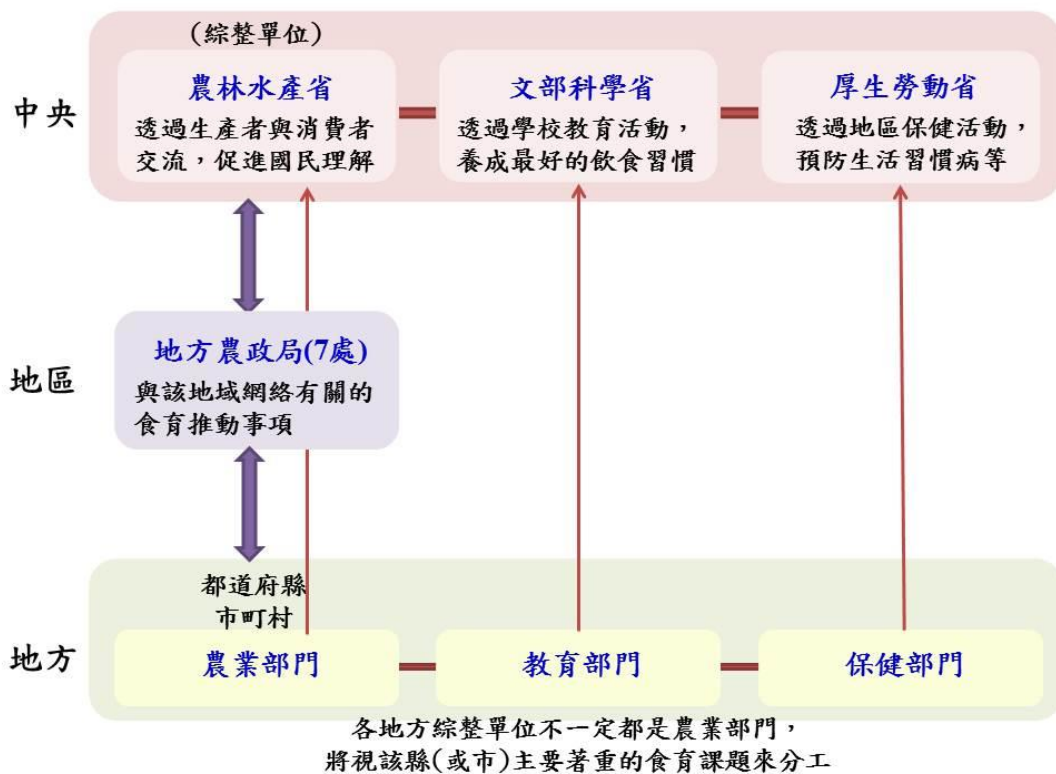 (綜整單位)
中央
農林水產省
透過生產者與消費者
交流，促進國民理解
文部科學省
透過學校教育活動，
養成最好的飲食習慣
厚生勞動省
透過地區保健活動，
預防生活習慣病等
地區
地方農政局(7處)
與該地域網絡有關的
食育推動事項
地方
都道府縣
市町村
農業部門
教育部門
保健部門
各地方綜整單位不一定都是農業部門，
將視該縣(或市)主要著重的食育課題來分工